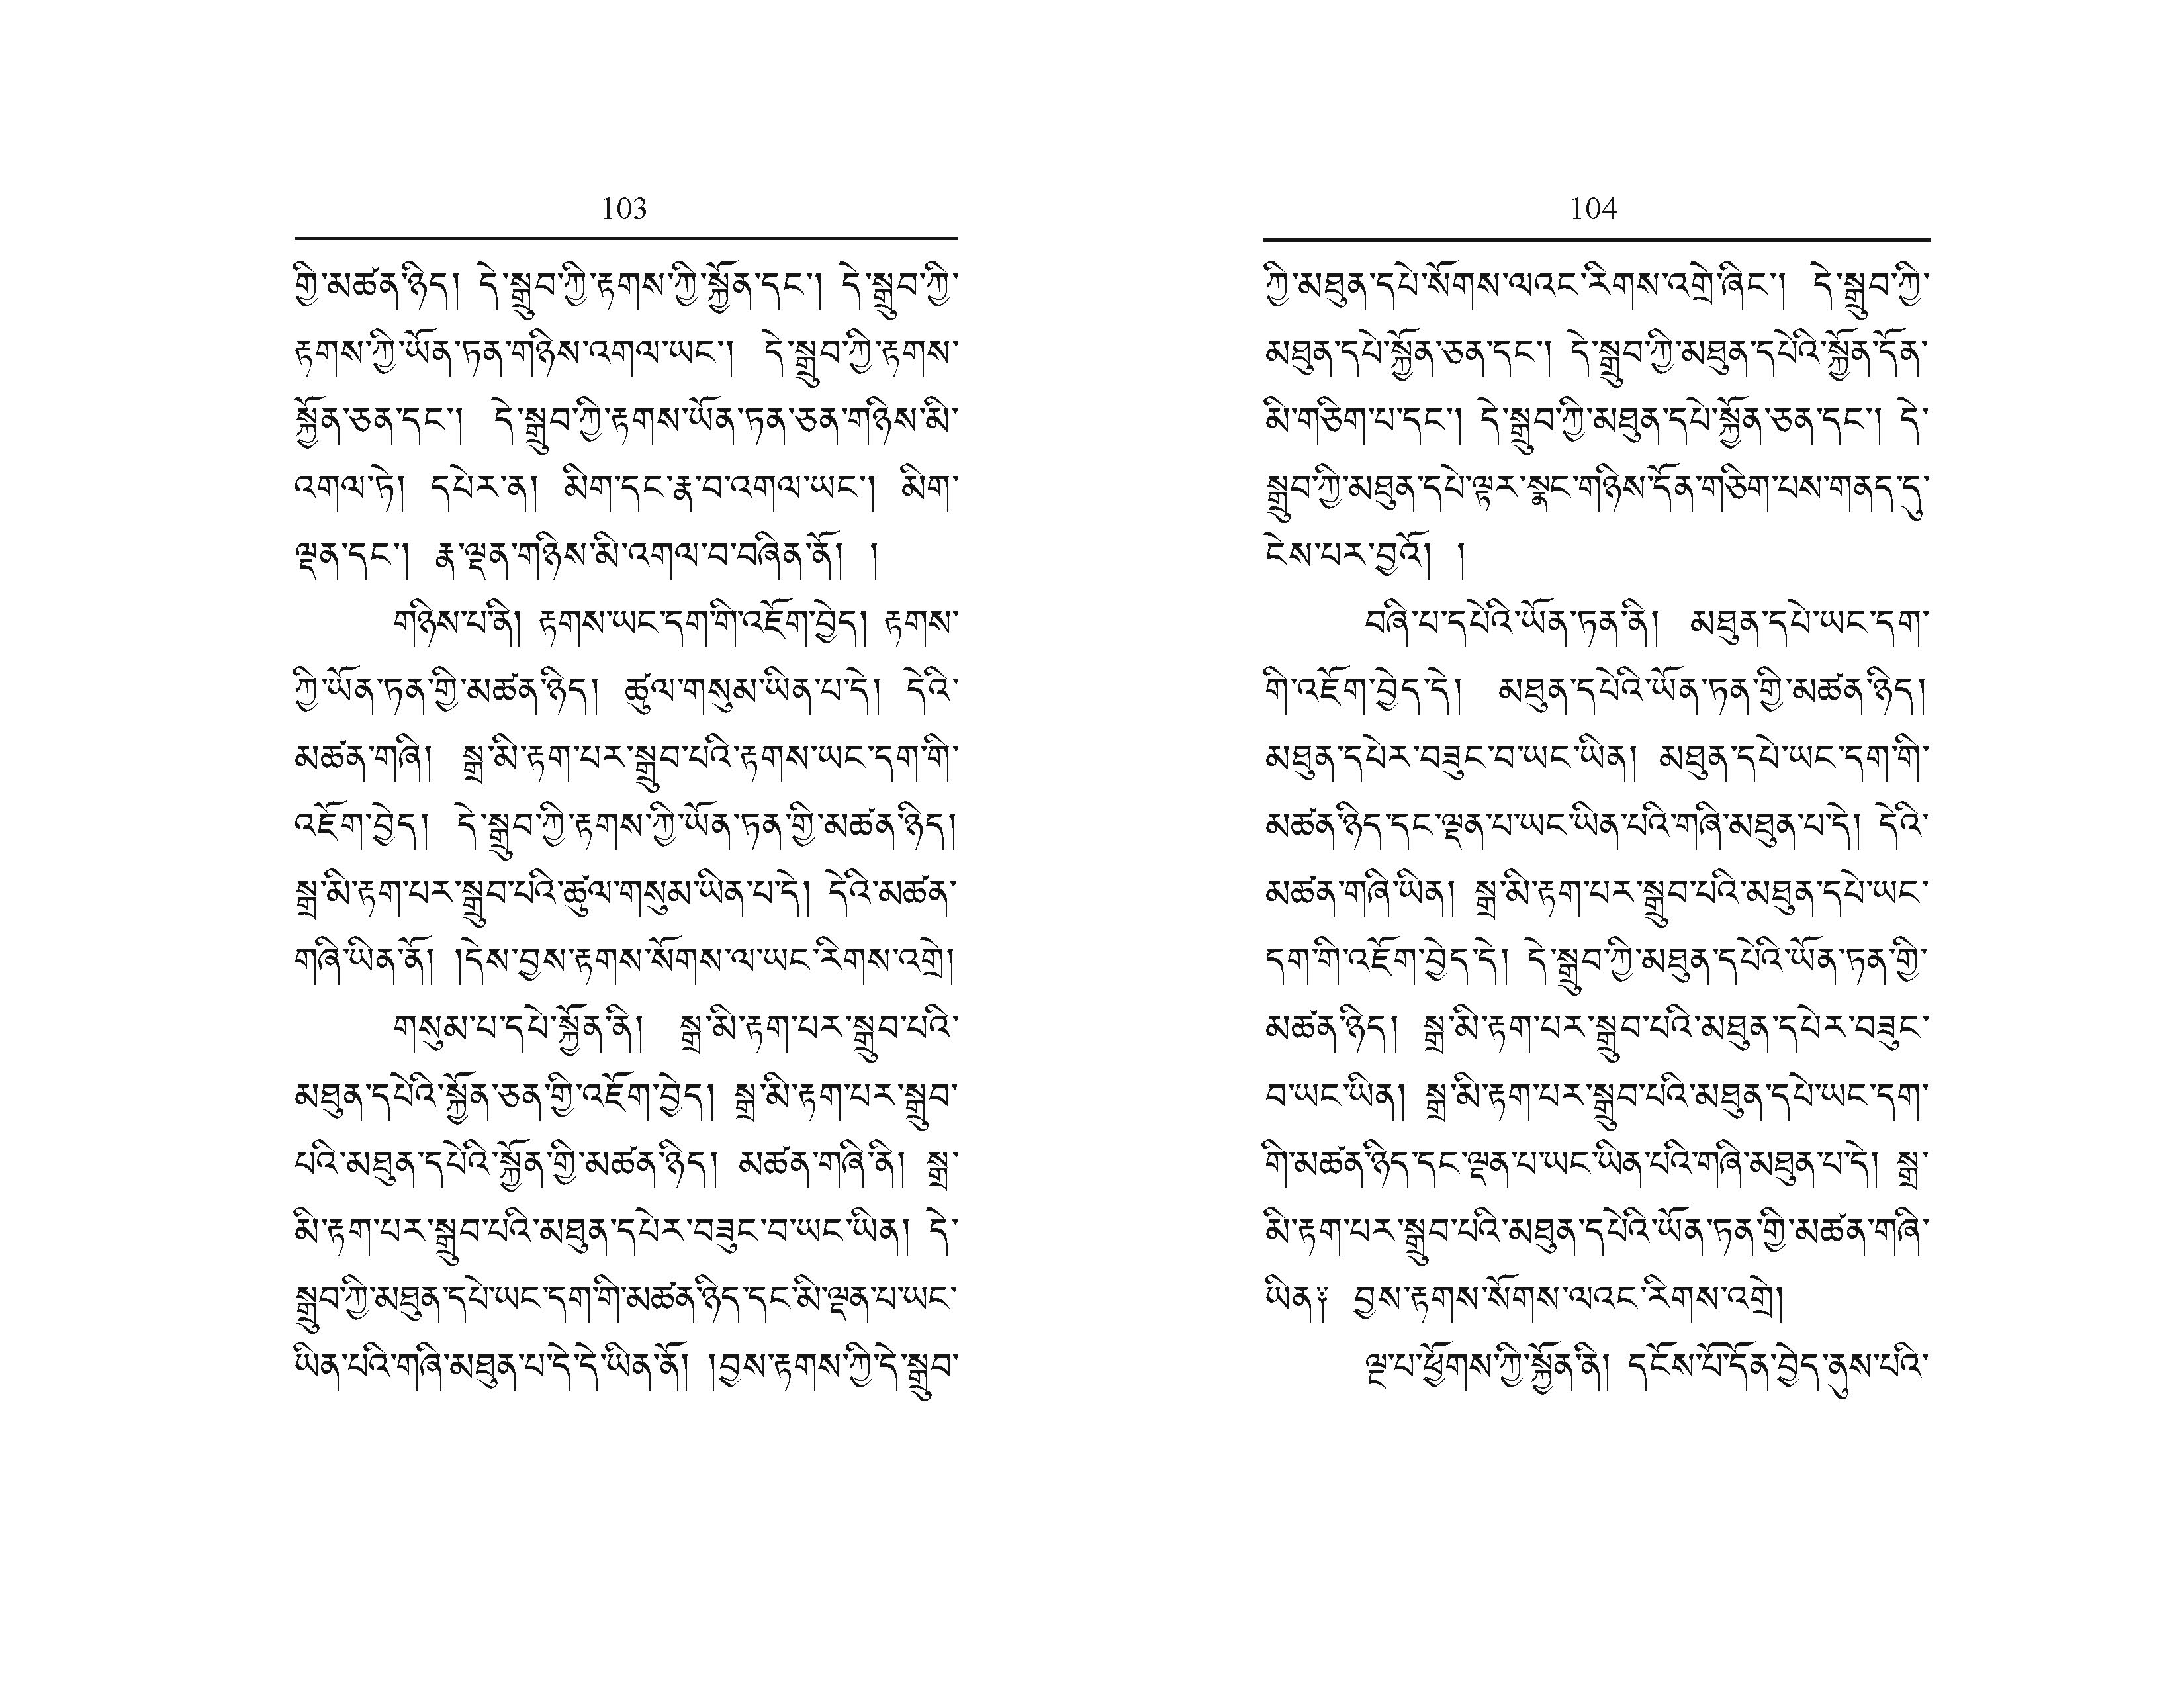 103
གྱི་མཚན་ཉིད། དེ་སྒྲུབ་ཀྱི་རྟགས་ཀྱི་སྐྱོན་དང་། དེ་སྒྲུབ་ཀྱི་
རྟགས་ཀྱི་ཡོན་ཏན་གཉིས་འགལ་ཡང་། དེ་སྒྲུབ་ཀྱི་རྟགས་
སྐྱོན་ཅན་དང་། དེ་སྒྲུབ་ཀྱི་རྟགས་ཡོན་ཏན་ཅན་གཉིས་མི་
འགལ་ཏེ། དཔེར་ན། མིག་དང་རྣ་བ་འགལ་ཡང་། མིག་
ལྡན་དང་། རྣ་ལྡན་གཉིས་མི་འགལ་བ་བཞིན་ནོ། །
གཉིས་པ་ནི། རྟགས་ཡང་དག་གི་འཇོག་བྱེད། རྟགས་
ཀྱི་ཡོན་ཏན་གྱི་མཚན་ཉིད། ཚུལ་གསུམ་ཡིན་པ་དེ། དེའི་
མཚན་གཞི། སྒྲ་མི་རྟག་པར་སྒྲུབ་པའི་རྟགས་ཡང་དག་གི་
འཇོག་བྱེད། དེ་སྒྲུབ་ཀྱི་རྟགས་ཀྱི་ཡོན་ཏན་གྱི་མཚན་ཉིད།
སྒྲ་མི་རྟག་པར་སྒྲུབ་པའི་ཚུལ་གསུམ་ཡིན་པ་དེ། དེའི་མཚན་
གཞི་ཡིན་ནོ། །དེས་བྱས་རྟགས་སོགས་ལ་ཡང་རིགས་འགྲེ།
གསུམ་པ་དཔེ་སྐྱོན་ནི། སྒྲ་མི་རྟག་པར་སྒྲུབ་པའི་
མཐུན་དཔེའི་སྐྱོན་ཅན་གྱི་འཇོག་བྱེད། སྒྲ་མི་རྟག་པར་སྒྲུབ་
པའི་མཐུན་དཔེའི་སྐྱོན་གྱི་མཚན་ཉིད། མཚན་གཞི་ནི། སྒྲ་
མི་རྟག་པར་སྒྲུབ་པའི་མཐུན་དཔེར་བཟུང་བ་ཡང་ཡིན། དེ་
སྒྲུབ་ཀྱི་མཐུན་དཔེ་ཡང་དག་གི་མཚན་ཉིད་དང་མི་ལྡན་པ་ཡང་
ཡིན་པའི་གཞི་མཐུན་པ་དེ་དེ་ཡིན་ནོ། །བྱས་རྟགས་ཀྱི་དེ་སྒྲུབ་
104
ཀྱི་མཐུན་དཔེ་སོགས་ལའང་རིགས་འགྲེ་ཞིང་། དེ་སྒྲུབ་ཀྱི་
མཐུན་དཔེ་སྐྱོན་ཅན་དང་། དེ་སྒྲུབ་ཀྱི་མཐུན་དཔེའི་སྐྱོན་དོན་
མི་གཅིག་པ་དང་། དེ་སྒྲུབ་ཀྱི་མཐུན་དཔེ་སྐྱོན་ཅན་དང་། དེ་
སྒྲུབ་ཀྱི་མཐུན་དཔེ་ལྟར་སྣང་གཉིས་དོན་གཅིག་པས་གནད་དུ་
ངེས་པར་བྱའོ། །
བཞི་པ་དཔེའི་ཡོན་ཏན་ནི། མཐུན་དཔེ་ཡང་དག་
གི་འཇོག་བྱེད་དེ། མཐུན་དཔེའི་ཡོན་ཏན་གྱི་མཚན་ཉིད།
མཐུན་དཔེར་བཟུང་བ་ཡང་ཡིན། མཐུན་དཔེ་ཡང་དག་གི་
མཚན་ཉིད་དང་ལྡན་པ་ཡང་ཡིན་པའི་གཞི་མཐུན་པ་དེ། དེའི་
མཚན་གཞི་ཡིན། སྒྲ་མི་རྟག་པར་སྒྲུབ་པའི་མཐུན་དཔེ་ཡང་
དག་གི་འཇོག་བྱེད་དེ། དེ་སྒྲུབ་ཀྱི་མཐུན་དཔེའི་ཡོན་ཏན་གྱི་
མཚན་ཉིད། སྒྲ་མི་རྟག་པར་སྒྲུབ་པའི་མཐུན་དཔེར་བཟུང་
བ་ཡང་ཡིན། སྒྲ་མི་རྟག་པར་སྒྲུབ་པའི་མཐུན་དཔེ་ཡང་དག་
གི་མཚན་ཉིད་དང་ལྡན་པ་ཡང་ཡིན་པའི་གཞི་མཐུན་པ་དེ། སྒྲ་
མི་རྟག་པར་སྒྲུབ་པའི་མཐུན་དཔེའི་ཡོན་ཏན་གྱི་མཚན་གཞི་
ཡིན༑ བྱས་རྟགས་སོགས་ལའང་རིགས་འགྲེ།
ལྔ་པ་ཕྱོགས་ཀྱི་སྐྱོན་ནི། དངོས་པོ་དོན་བྱེད་ནུས་པའི་